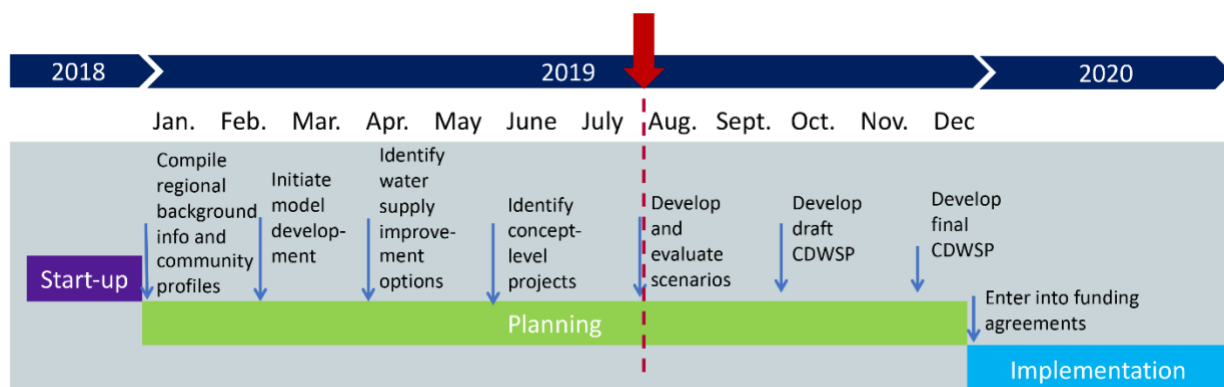 2018
2019
2020
Jan. Feb. Mar. Apr. May June July Aug. Sept. Oct. Nov. Dec
Compile
regional
background
info and
community
profiles
Initiate
model
develop-
ment
Identify
water
supply
improve-
ment
options
Identify
concept-
level
projects
Develop
and
evaluate
scenarios
Develop
draft
CDWSP
Develop
final
CDWSP
Enter into funding
agreements
Start-up
Planning
Implementation